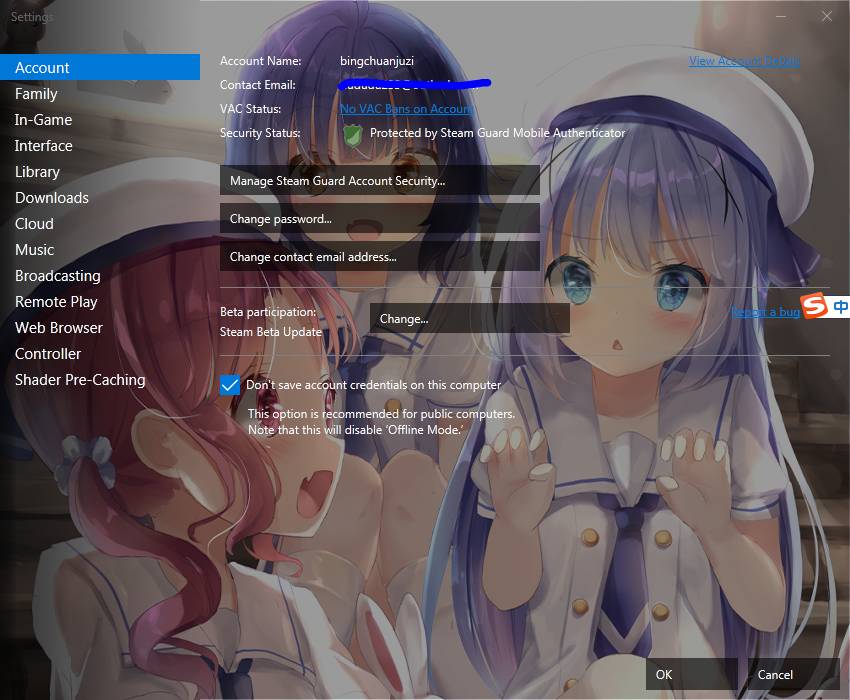 Settings
Account
Family
In-Game
Interface
Library
Downloads
Cloud
Music
Broadcasting
Remote Play
Web Browser
Controller
Shader Pre-Caching
Account Name: bingchuanjuzi View Account Details
Contact Email:
VAC Status: No VAC Bans on Account
Security Status: Protected by Steam Guard Mobile Authenticator
Manage Steam Guard Account Security...
Change password...
Change contact email address...
Beta participation:
Steam Beta Update
Change...
Report a bug
S 中
Don't save account credentials on this computer
This option is recommended for public computers.
Note that this will disable ‘Offline Mode.’
OK Cancel